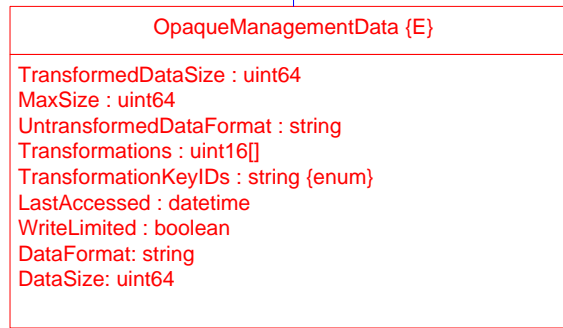 OpaqueManagementData {E}
TransformedDataSize : uint64
MaxSize : uint64
UntransformedDataFormat : string
Transformations : uint16[]
TransformationKeyIDs : string {enum}
LastAccessed : datetime
WriteLimited : boolean
DataFormat: string
DataSize: uint64